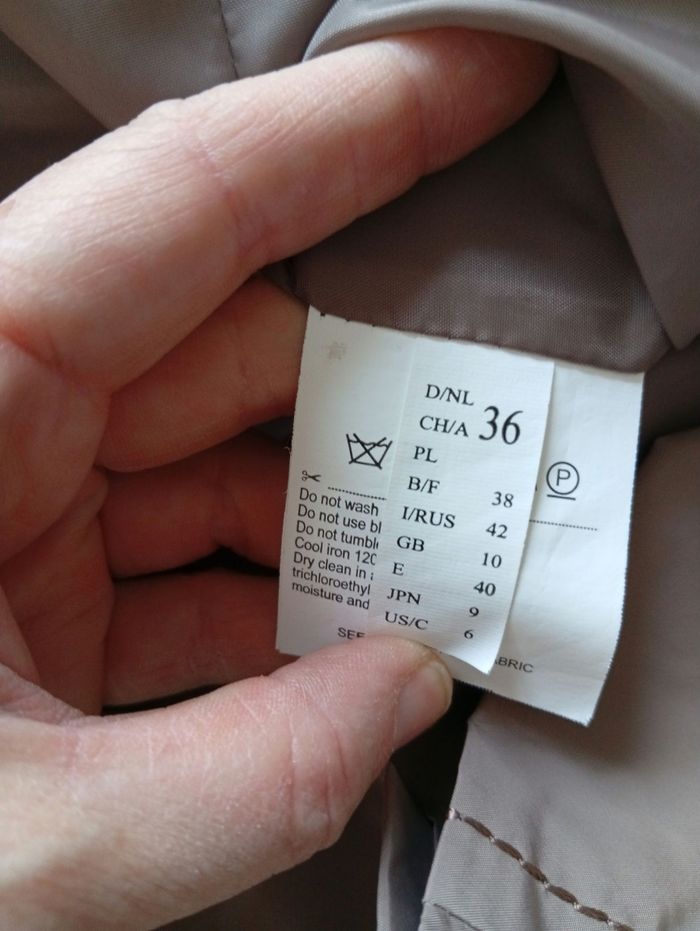 D/NL
CH/A 36
PL
B/F 38
I/RUS 42
GB 10
E 40
JPN 9
US/C 6
P
Do not wash
Do not use bl
Do not tumbl
Cool iron 120
Dry clean in
trichloroethyl
moisture and
SEE
ABRIC